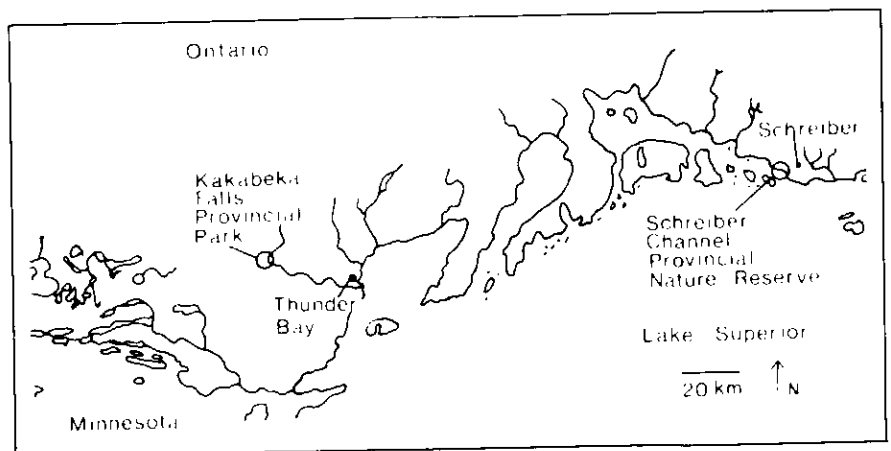 Ontario
Schreiber
Kakabeka
Falls
Provincial
Park
Schreiber
Channel
Provincial
Nature Reserve
Thunder
Bay
Lake Superior
20 km
N
Minnesota